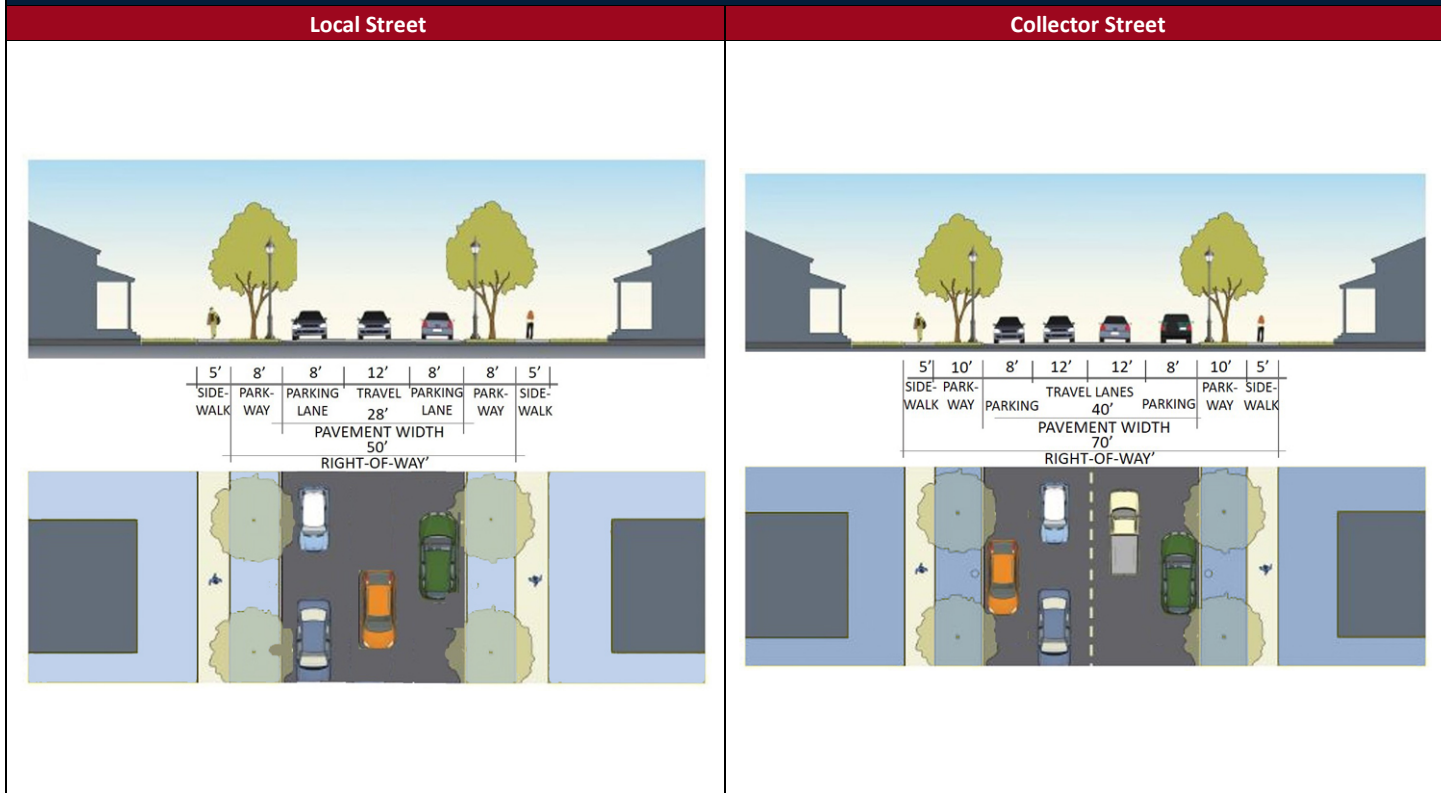 Local Street
Collector Street
5’ 8’ 8’ 12’ 8’ 8’ 5’
SIDE- PARK- PARKING TRAVEL PARKING PARK- SIDE-
WALK WAY LANE LANE WAY WALK
28’
PAVEMENT WIDTH
50’
RIGHT-OF-WAY’
5’ 10’ 8’ 12’ 12’ 8’ 10’ 5’
SIDE- PARK- TRAVEL LANES PARK- SIDE-
WALK WAY PARKING 40’ PARKING WAY WALK
PAVEMENT WIDTH
70’
RIGHT-OF-WAY’